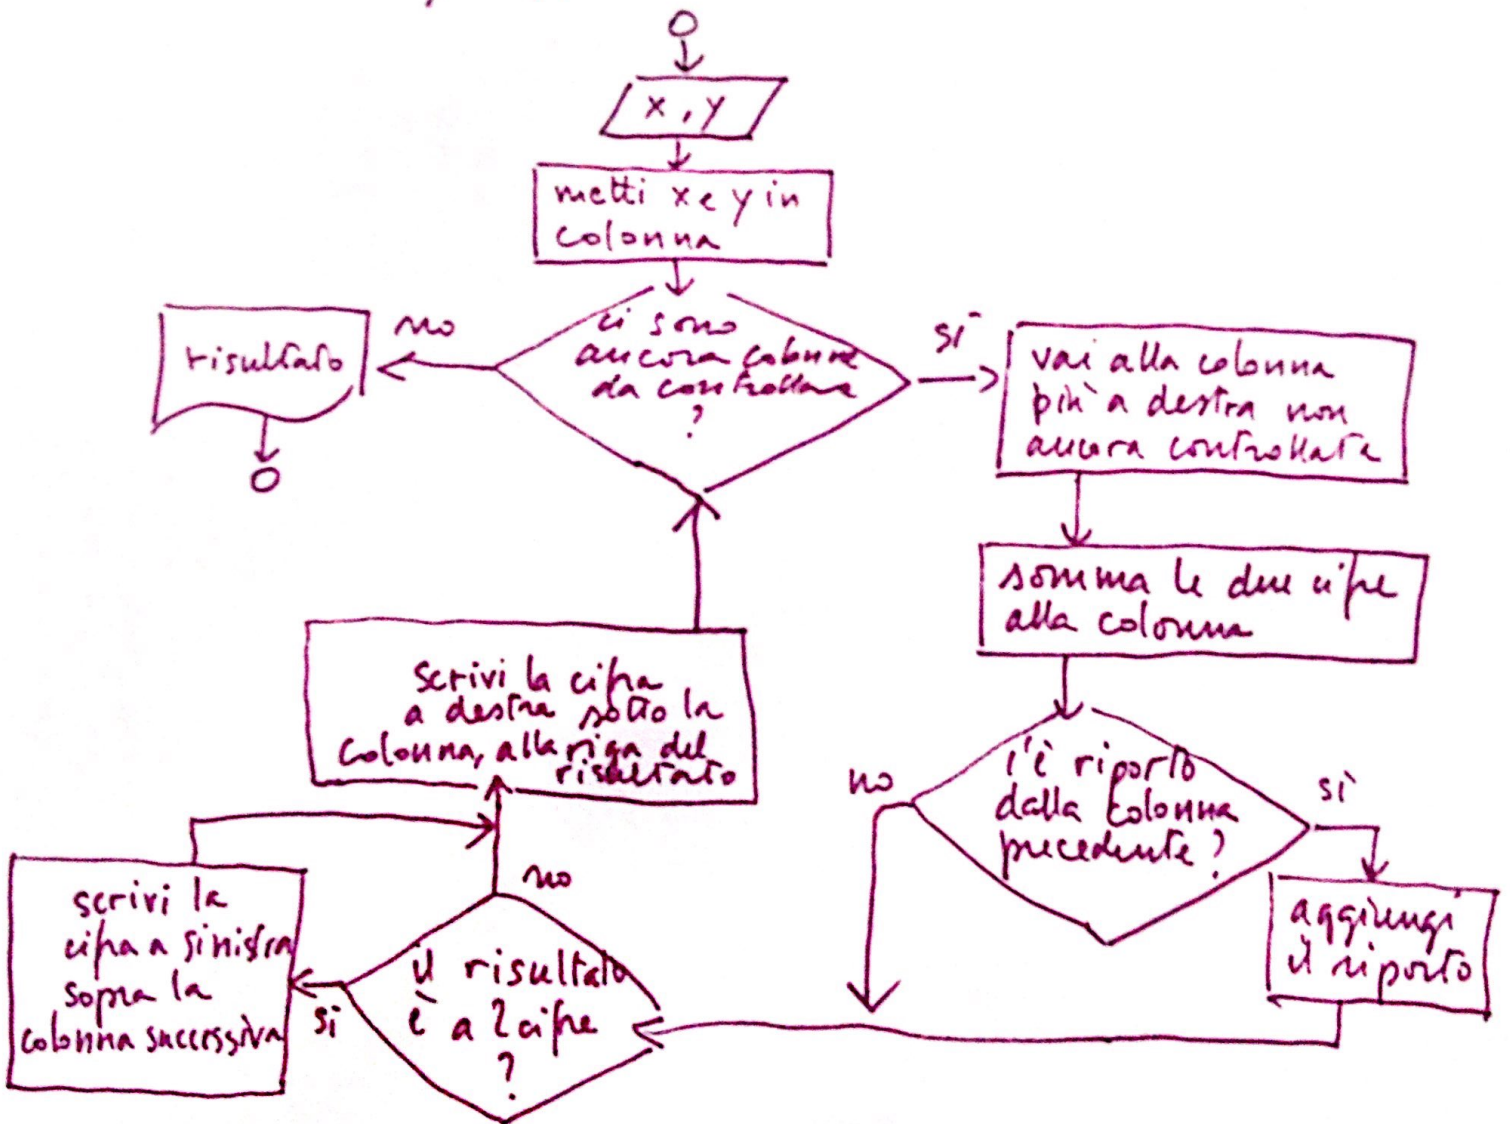 x, y
metti x e y in
colonna
ci sono
ancora colonne
da controllare
?
no
risultato
sì
vai alla colonna
più a destra non
ancora controllata
somma le due cifre
alla colonna
c'è riporto
dalla colonna
precedente?
no
sì
aggiungi
il riporto
il risultato
è a 2 cifre
?
sì
scrivi la
cifra a sinistra
sopra la
colonna successiva
no
scrivi la cifra
a destra sotto la
colonna, alla riga del
risultato